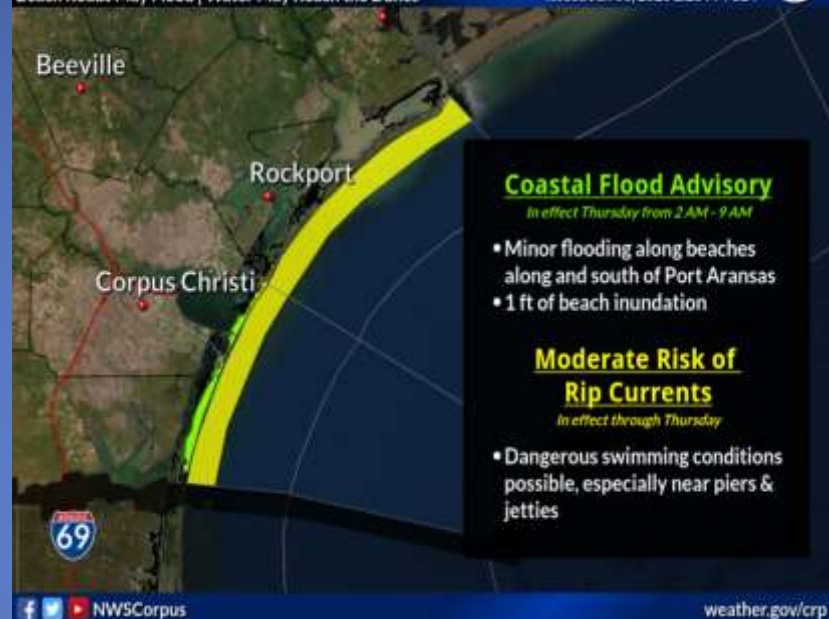 Beeville
Rockport
Corpus Christi
Coastal Flood Advisory
In effect Thursday from 2 AM - 9 AM
• Minor flooding along beaches
along and south of Port Aransas
• 1 ft of beach inundation
Moderate Risk of
Rip Currents
In effect through Thursday
• Dangerous swimming conditions
possible, especially near piers &
jetties
69
NWSCorpus
weather.gov/crp